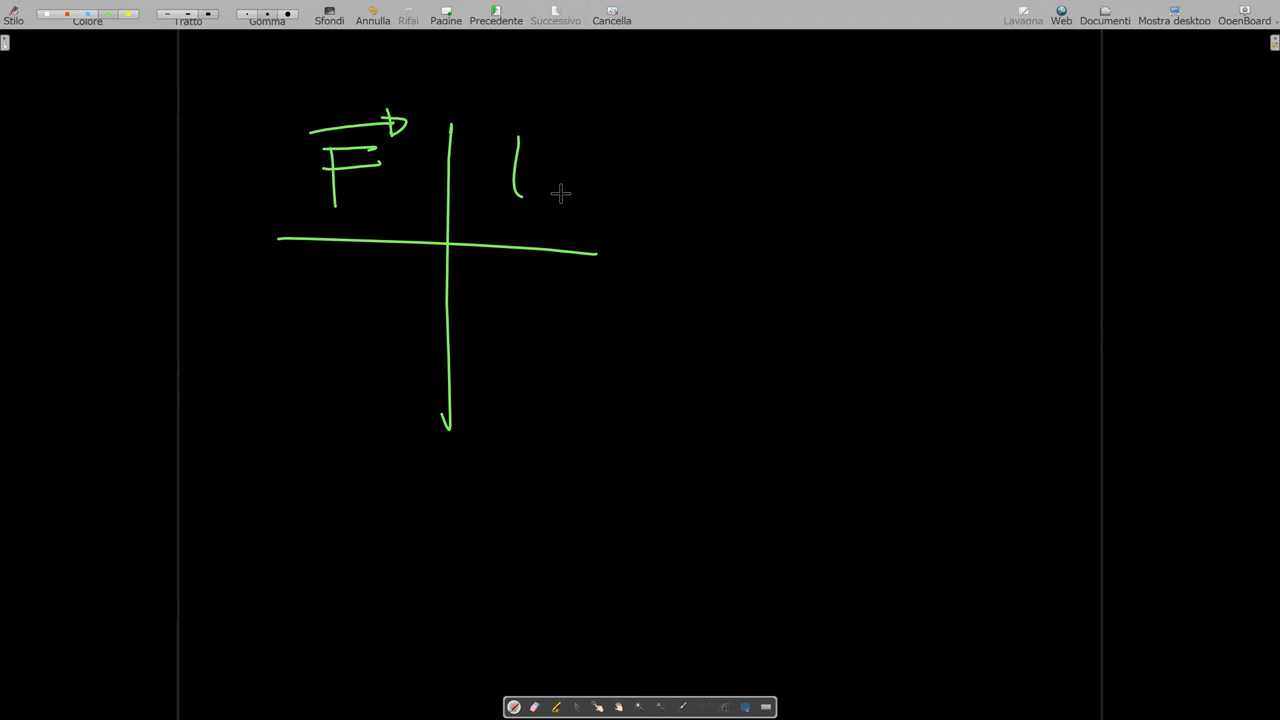 Stilo Colore Tratto Gomma Sfondi Annulla Rifai Pagine Precedente Successivo Cancella Lavagna Web Documenti Mostra desktop OpenBoard
F